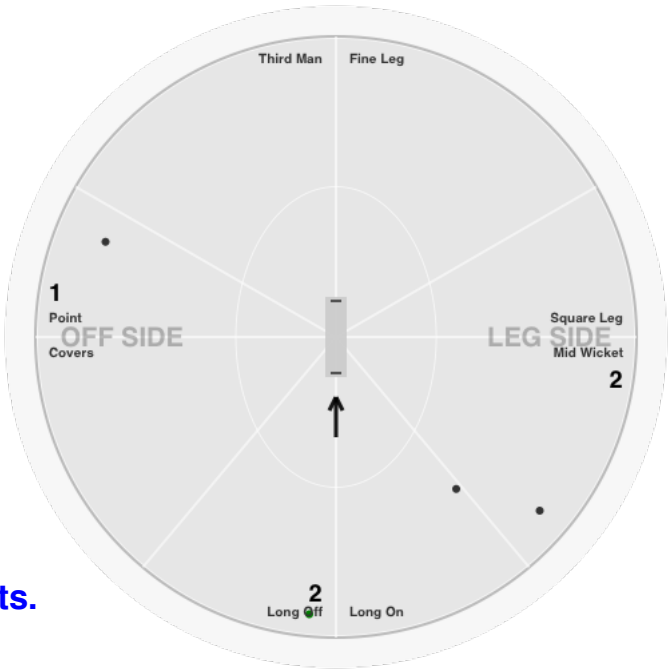 Third Man Fine Leg
1
Point
OFF SIDE
Covers
Square Leg
LEG SIDE
Mid Wicket
2
2
Long Off Long On
ts.